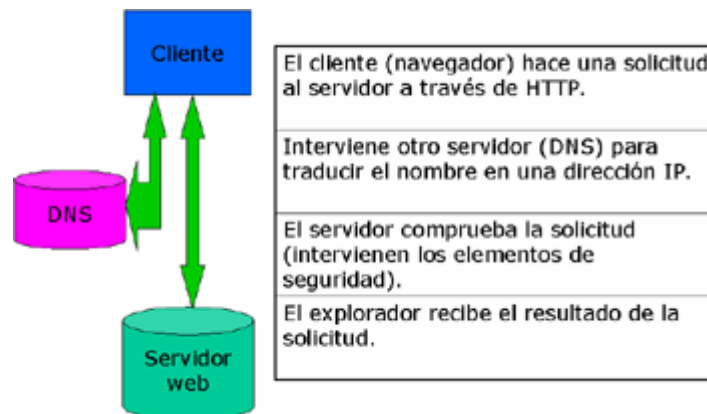 Cliente
DNS
Servidor
web
El cliente (navegador) hace una solicitud
al servidor a través de HTTP.
Interviene otro servidor (DNS) para
traducir el nombre en una dirección IP.
El servidor comprueba la solicitud
(intervienen los elementos de
seguridad).
El explorador recibe el resultado de la
solicitud.